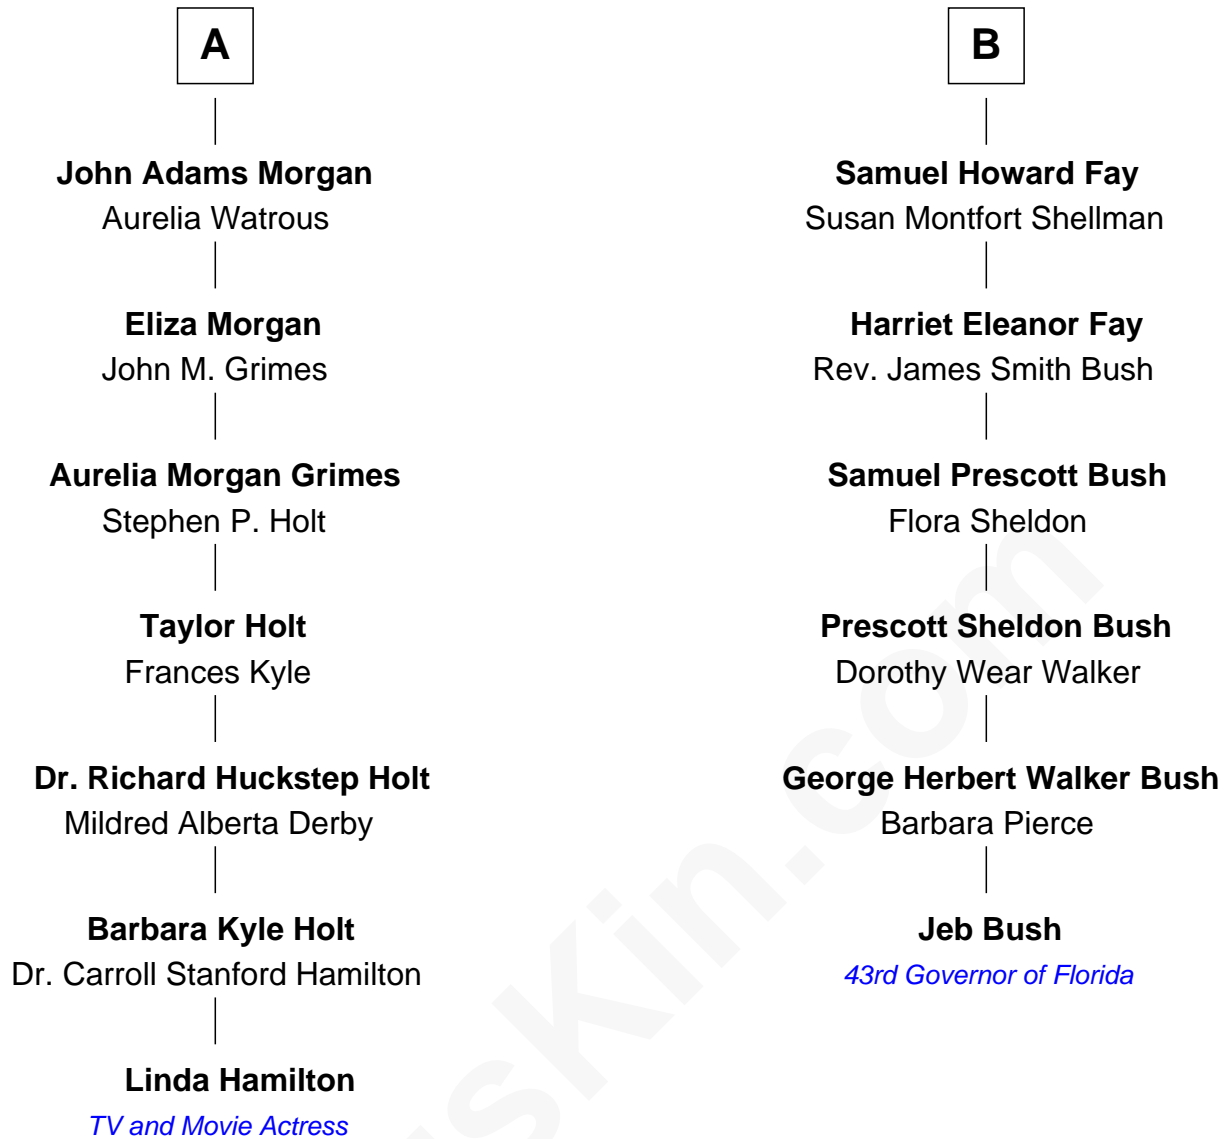 A
John Adams Morgan
Aurelia Watrous
Eliza Morgan
John M. Grimes
Aurelia Morgan Grimes
Stephen P. Holt
Taylor Holt
Frances Kyle
Dr. Richard Huckstep Holt
Mildred Alberta Derby
Barbara Kyle Holt
Dr. Carroll Stanford Hamilton
Linda Hamilton
TV and Movie Actress
B
Samuel Howard Fay
Susan Montfort Shellman
Harriet Eleanor Fay
Rev. James Smith Bush
Samuel Prescott Bush
Flora Sheldon
Prescott Sheldon Bush
Dorothy Wear Walker
George Herbert Walker Bush
Barbara Pierce
Jeb Bush
43rd Governor of Florida
sKin.com